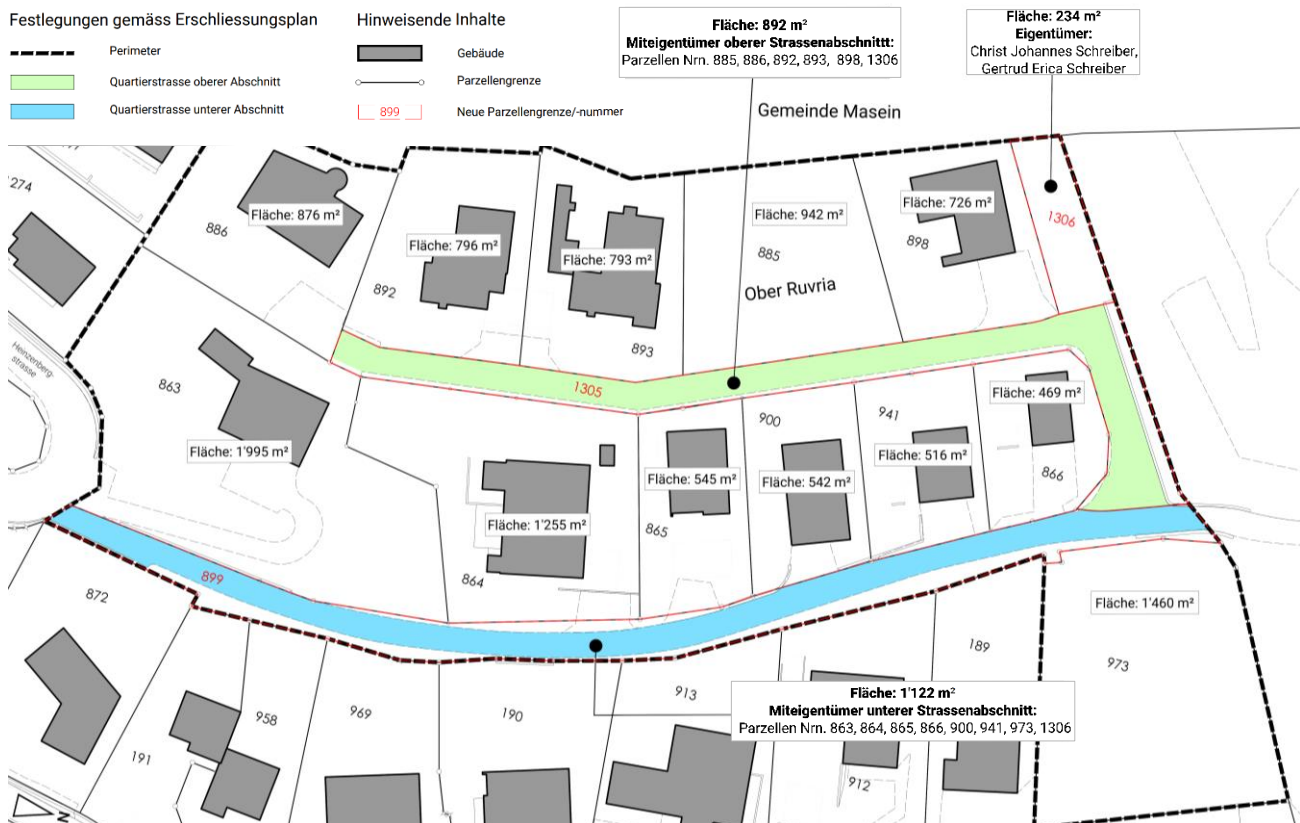 Festlegungen gemäss Erschliessungsplan
Perimeter
Quartierstrasse oberer Abschnitt
Quartierstrasse unterer Abschnitt
Hinweisende Inhalte
Gebäude
Parzellengrenze
899
Neue Parzellengrenze/-nummer
Fläche: 892 m²
Miteigentümer oberer Strassenabschnittt:
Parzellen Nrn. 885, 886, 892, 893, 898, 1306
Fläche: 234 m²
Eigentümer:
Christ Johannes Schreiber,
Gertrud Erica Schreiber
Gemeinde Masein
274
886
Fläche: 876 m²
Fläche: 796 m²
892
Fläche: 793 m²
893
Fläche: 942 m²
885
Ober Ruvria
Fläche: 726 m²
898
1306
Heinzenberg-
strasse
863
Fläche: 1'995 m²
1305
Fläche: 1'255 m²
864
Fläche: 545 m²
865
900
Fläche: 542 m²
941
Fläche: 516 m²
Fläche: 469 m²
866
899
872
191
958
969
190
913
189
912
Fläche: 1'460 m²
973
Fläche: 1'122 m²
Miteigentümer unterer Strassenabschnitt:
Parzellen Nrn. 863, 864, 865, 866, 900, 941, 973, 1306
N